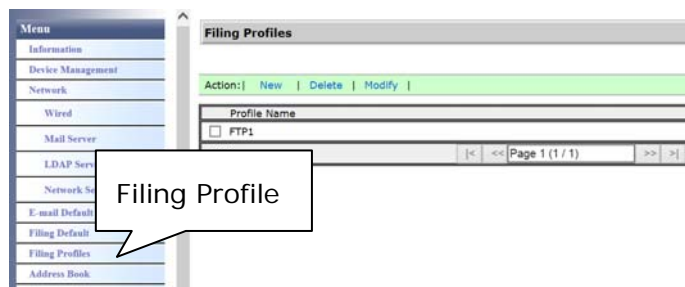 Menu
Information
Device Management
Network
Wired
Mail Server
LDAP Serv
Network Se
E-mail Default
Filing Default
Filing Profiles
Address Book
Filing Profile
Filing Profiles
Action:| New | Delete | Modify |
Profile Name
FTP1
|< << Page 1 (1 / 1) >> >|